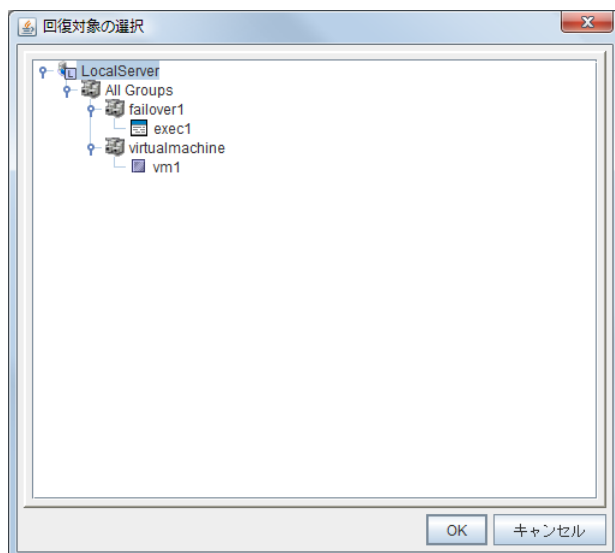 回復対象の選択
LocalServer
All Groups
failover1
exec1
virtualmachine
vm1
OK
キャンセル